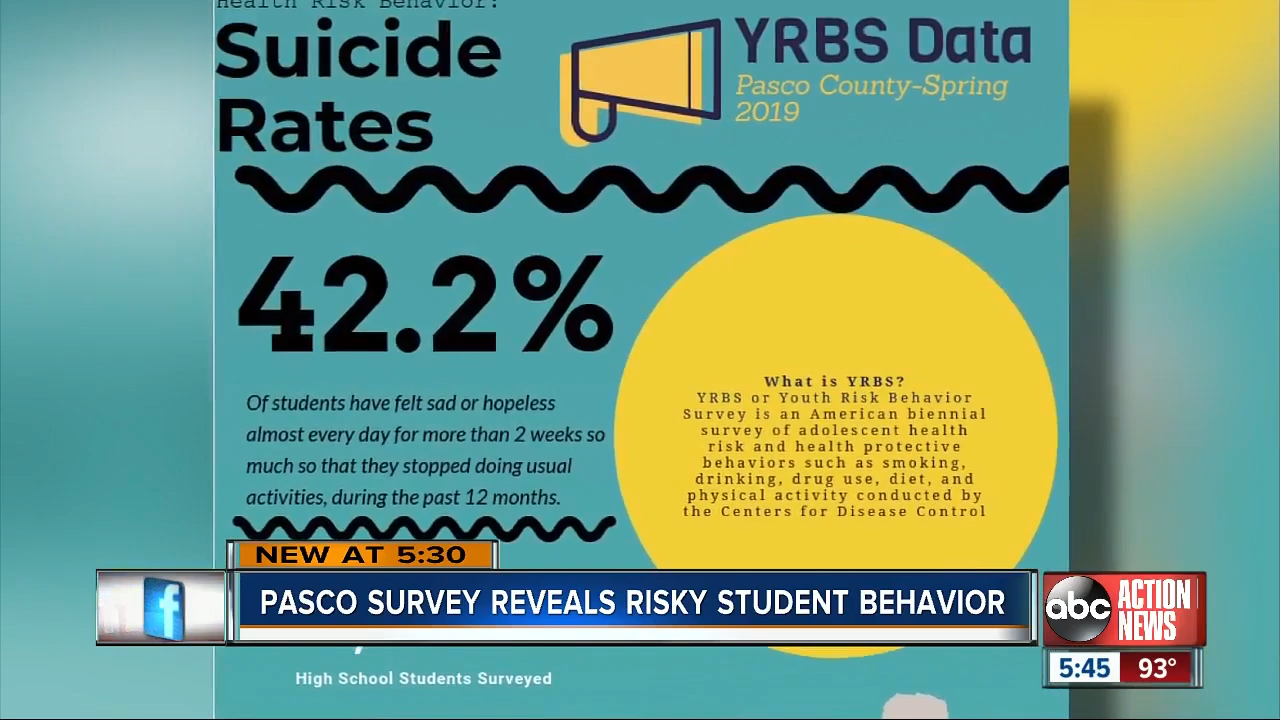 Health Risk Behavior:
Suicide
Rates
YRBS Data
Pasco County-Spring
2019
42.2%
Of students have felt sad or hopeless
almost every day for more than 2 weeks so
much so that they stopped doing usual
activities, during the past 12 months.
What is YRBS?
YRBS or Youth Risk Behavior
Survey is an American biennial
survey of adolescent health
risk and health protective
behaviors such as smoking,
drinking, drug use, diet, and
physical activity conducted by
the Centers for Disease Control
NEW AT 5:30
PASCO SURVEY REVEALS RISKY STUDENT BEHAVIOR
f
abc
ACTION
NEWS
5:45 93°
High School Students Surveyed